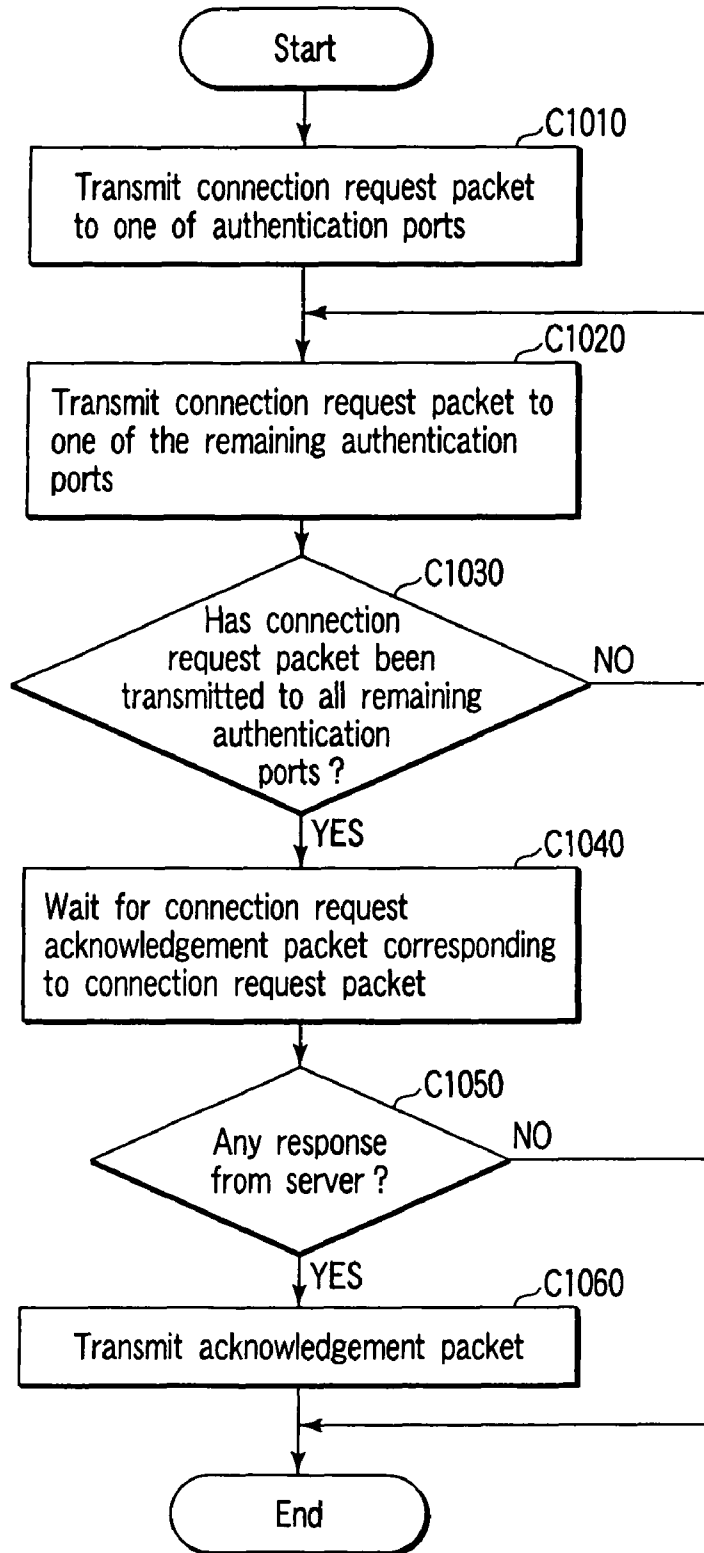 Start
C1010
Transmit connection request packet
to one of authentication ports
C1020
Transmit connection request packet to
one of the remaining authentication
ports
C1030
Has connection
request packet been
transmitted to all remaining
authentication
ports ?
NO
YES
C1040
Wait for connection request
acknowledgement packet corresponding
to connection request packet
C1050
Any response
from server ?
NO
YES
C1060
Transmit acknowledgement packet
End